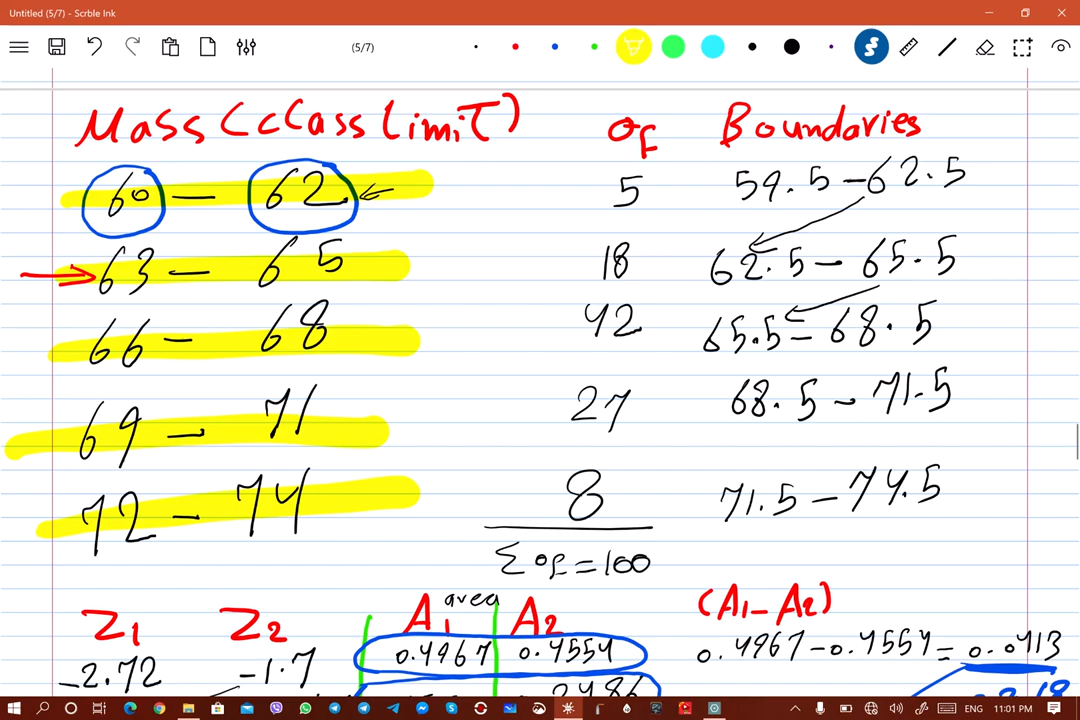 Untitled (5/7) - Scrble Ink
(5/7)
Mass (cclass limit) of Boundaries
60 - 62 5 59.5 - 62.5
63 - 65 18 62.5 - 65.5
66 - 68 42 65.5 - 68.5
69 - 71 27 68.5 - 71.5
72 - 74 8 71.5 - 74.5
Σ of = 100
Z1 Z2 A1 area A2 (A1 - A2)
-2.72 -1.7 0.4967 0.4554 0.4967 - 0.4554 = 0.0413
ENG 11:01 PM